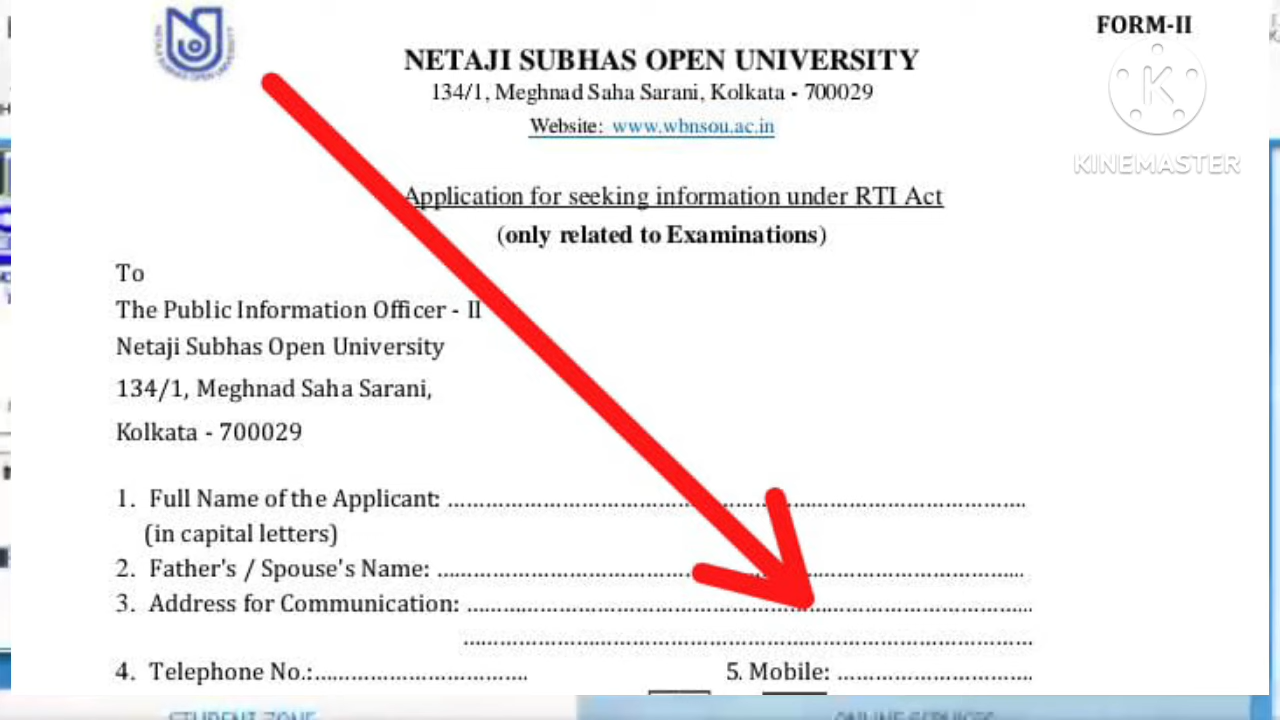 FORM-II
NETAJI SUBHAS OPEN UNIVERSITY
134/1, Meghnad Saha Sarani, Kolkata - 700029
Website: www.wbnsou.ac.in
KINEMASTER
Application for seeking information under RTI Act
(only related to Examinations)
To
The Public Information Officer - II
Netaji Subhas Open University
134/1, Meghnad Saha Sarani,
Kolkata - 700029
1. Full Name of the Applicant: ........................................................
(in capital letters)
2. Father's / Spouse's Name: ........................................................
3. Address for Communication: ........................................................
........................................................
4. Telephone No.:....................................
5. Mobile: ....................................